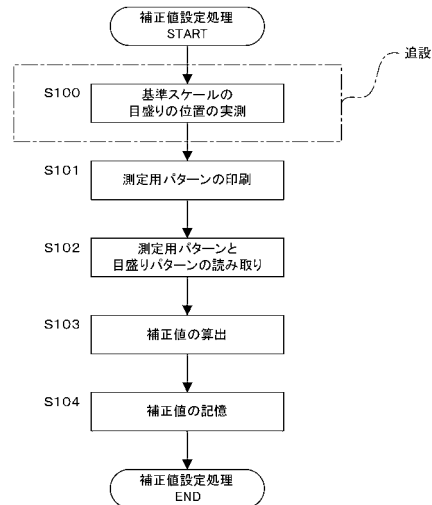 補正値設定処理
START
追設
S100
基準スケールの
目盛りの位置の実測
S101
測定用パターンの印刷
S102
測定用パターンと
目盛りパターンの読み取り
S103
補正値の算出
S104
補正値の記憶
補正値設定処理
END